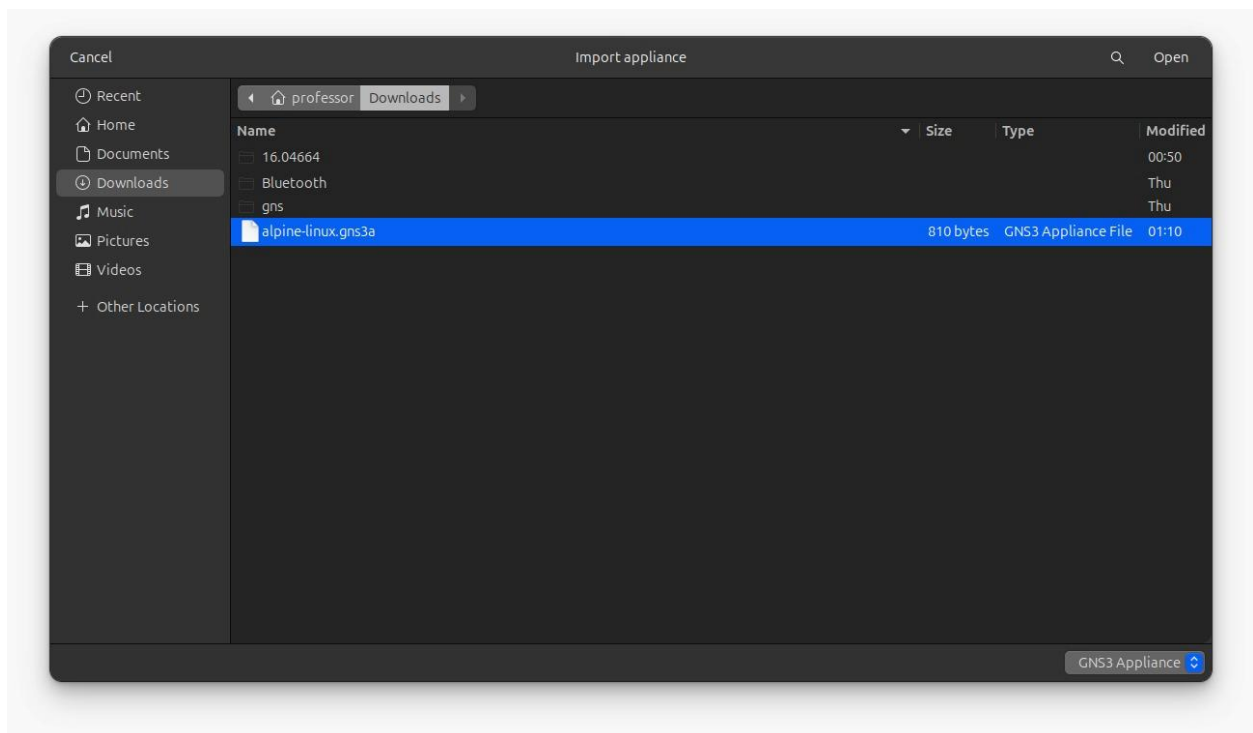 Cancel Import appliance Open
Recent
Home
Documents
Downloads
Music
Pictures
Videos
+ Other Locations
professor Downloads
Name Size Type Modified
16.04664 00:50
Bluetooth Thu
gns Thu
alpine-linux.gns3a 810 bytes GNS3 Appliance File 01:10
GNS3 Appliance